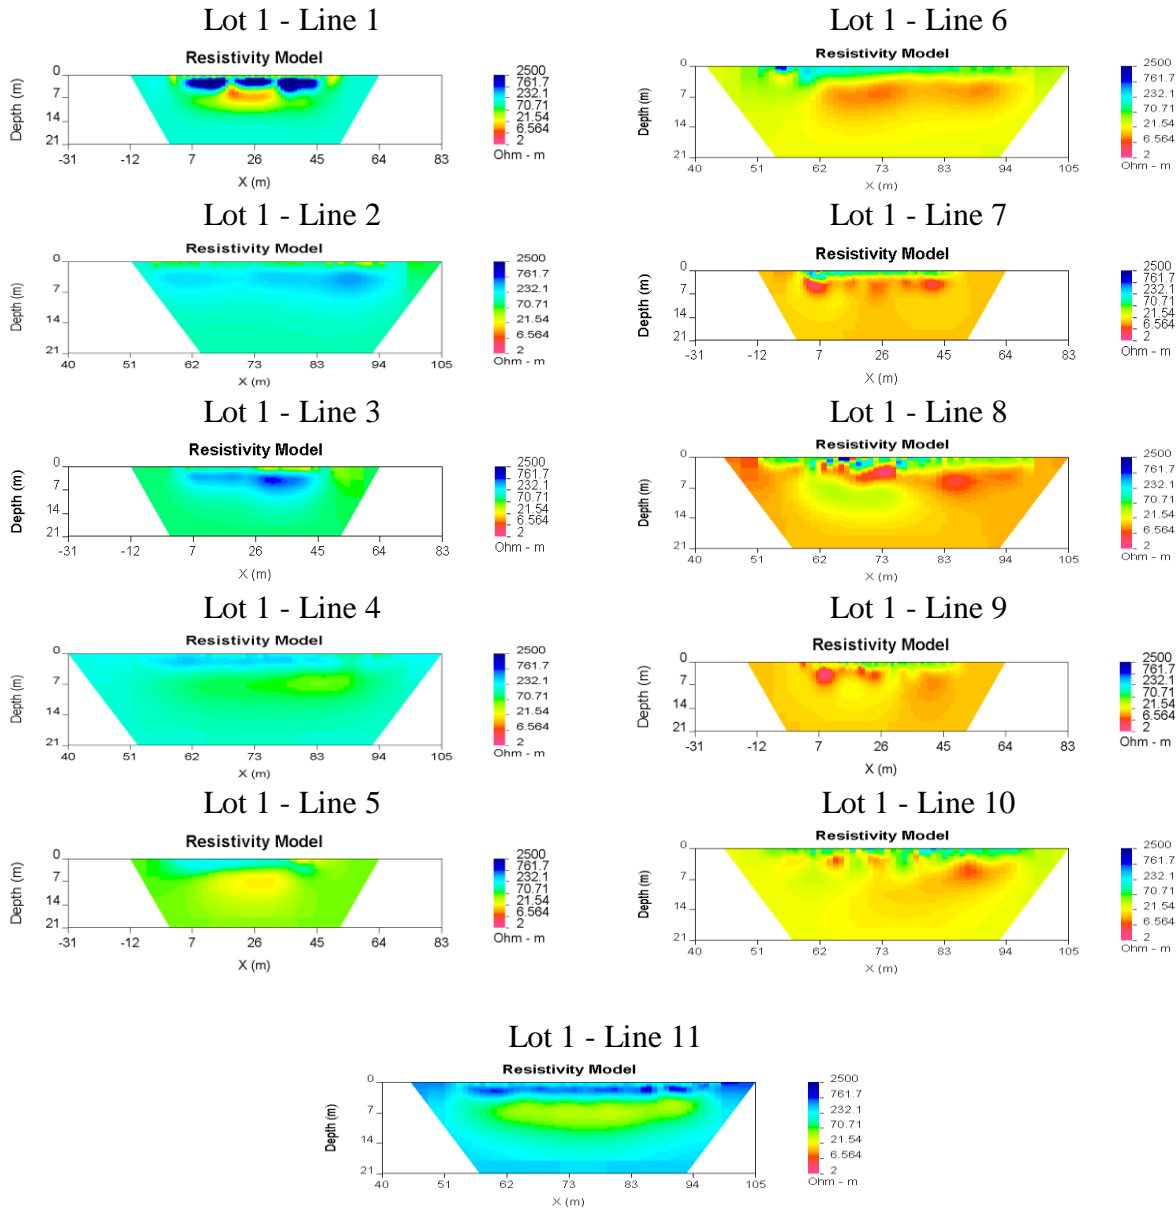 Lot 1 - Line 1
Resistivity Model
Depth (m)
0
7
14
21
-31 -12 7 26 45 64 83
X (m)
2500
761.7
232.1
70.71
21.54
6.564
2
Ohm - m
Lot 1 - Line 2
Resistivity Model
Depth (m)
0
7
14
21
40 51 62 73 83 94 105
X (m)
2500
761.7
232.1
70.71
21.54
6.564
2
Ohm - m
Lot 1 - Line 3
Resistivity Model
Depth (m)
0
7
14
21
-31 -12 7 26 45 64 83
X (m)
2500
761.7
232.1
70.71
21.54
6.564
2
Ohm - m
Lot 1 - Line 4
Resistivity Model
Depth (m)
0
7
14
21
40 51 62 73 83 94 105
X (m)
2500
761.7
232.1
70.71
21.54
6.564
2
Ohm - m
Lot 1 - Line 5
Resistivity Model
Depth (m)
0
7
14
21
-31 -12 7 26 45 64 83
X (m)
2500
761.7
232.1
70.71
21.54
6.564
2
Ohm - m
Lot 1 - Line 6
Resistivity Model
Depth (m)
0
7
14
21
40 51 62 73 83 94 105
X (m)
2500
761.7
232.1
70.71
21.54
6.564
2
Ohm - m
Lot 1 - Line 7
Resistivity Model
Depth (m)
0
7
14
21
-31 -12 7 26 45 64 83
X (m)
2500
761.7
232.1
70.71
21.54
6.564
2
Ohm - m
Lot 1 - Line 8
Resistivity Model
Depth (m)
0
7
14
21
40 51 62 73 83 94 105
X (m)
2500
761.7
232.1
70.71
21.54
6.564
2
Ohm - m
Lot 1 - Line 9
Resistivity Model
Depth (m)
0
7
14
21
-31 -12 7 26 45 64 83
X (m)
2500
761.7
232.1
70.71
21.54
6.564
2
Ohm - m
Lot 1 - Line 10
Resistivity Model
Depth (m)
0
7
14
21
40 51 62 73 83 94 105
X (m)
2500
761.7
232.1
70.71
21.54
6.564
2
Ohm - m
Lot 1 - Line 11
Resistivity Model
Depth (m)
0
7
14
21
40 51 62 73 83 94 105
X (m)
2500
761.7
232.1
70.71
21.54
6.564
2
Ohm - m